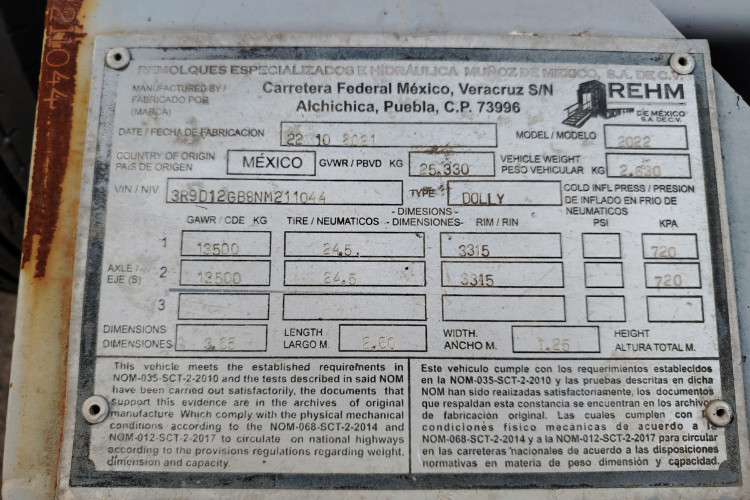 211044
REMOLQUES ESPECIALIZADOS E HIDRÁULICA MUÑOZ DE MEXICO, S.A. DE C.V.
MANUFACTURED BY /
FABRICADO POR
(MARCA)
Carretera Federal México, Veracruz S/N
Alchichica, Puebla, C.P. 73996
REHM
DE MÉXICO
S.A. DE C.V.
DATE / FECHA DE FABRICACIÓN 22 10 2021 MODEL / MODELO 2022
COUNTRY OF ORIGIN
PAÍS DE ORIGEN MÉXICO GVWR / PBVD KG 25.330 VEHICLE WEIGHT
PESO VEHICULAR KG 2.630
VIN / NIV 3R9D12GB8NM211044 TYPE DOLLY COLD INFL PRESS / PRESION
DE INFLADO EN FRIO DE
NEUMATICOS
- DIMESIONS -
GAWR / CDE KG TIRE / NEUMATICOS - DIMENSIONES- RIM / RIN PSI KPA
1 13500 24.5 3315 720
AXLE /
EJE (S) 2 13500 24.5 3315 720
3
DIMENSIONS
DIMENSIONES LENGTH
LARGO M. WIDTH.
ANCHO M. 1.25 HEIGHT
ALTURA TOTAL M.
This vehicle meets the established requirefnents in
NOM-035-SCT-2-2010 and the tests described in said NOM
have been carried out satisfactorily, the documents that
support this evidence are in the archives of original
manufacture. Which comply with the physical mechanical
conditions according to the NOM-068-SCT-2-2014 and
NOM-012-SCT-2-2017 to circulate on national highways
according to the provisions regulations regarding weight,
dimension and capacity.
Este vehículo cumple con los requerimientos establecidos
en la NOM-035-SCT-2-2010 y las pruebas descritas en dicha
NOM han sido realizadas satisfactoriamente, los documentos
que respaldan esta constancia se encuentran en los archivos
de fabricación original. Las cuales cumplen con
condiciones físico mecánicas de acuerdo a la
NOM-068-SCT-2-2014 y a la NOM-012-SCT-2-2017 para circular
en las carreteras nacionales de acuerdo a las disposiciones
normativas en materia de peso dimensión y capacidad.